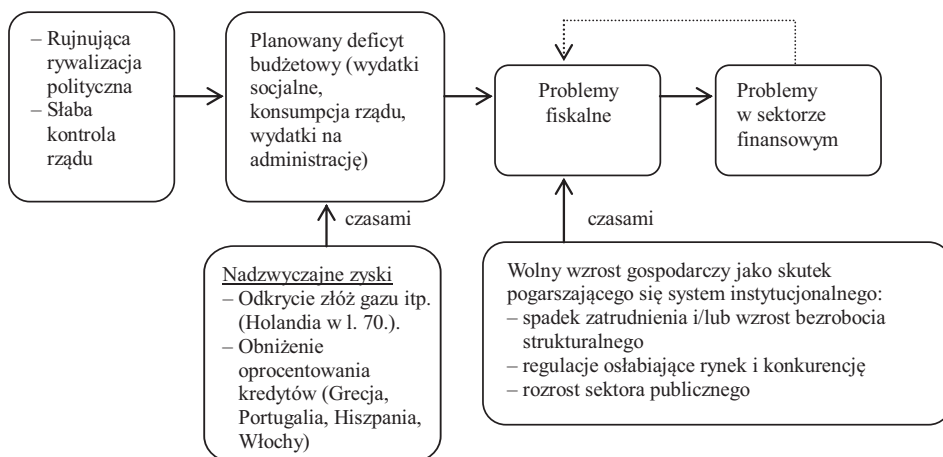 – Rujnująca
rywalizacja
polityczna
– Słaba
kontrola
rządu
Planowany deficyt
budżetowy (wydatki
socjalne,
konsumpcja rządu,
wydatki na
administrację)
Problemy
fiskalne
Problemy
w sektorze
finansowym
czasami
czasami
Nadzwyczajne zyski
– Odkrycie złóż gazu itp.
(Holandia w l. 70.).
– Obniżenie
oprocentowania
kredytów (Grecja,
Portugalia, Hiszpania,
Włochy)
Wolny wzrost gospodarczy jako skutek
pogarszającego się system instytucjonalnego:
– spadek zatrudnienia i/lub wzrost bezrobocia
strukturalnego
– regulacje osłabiające rynek i konkurencję
– rozrost sektora publicznego